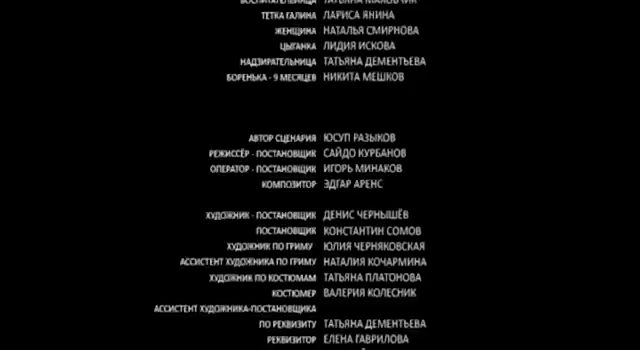 ВОСПИТАТЕЛЬНИЦА ТАТЬЯНА МАЛОВЧИК
ТЕТКА ГАЛИНА ЛАРИСА ЯНИНА
ЖЕНЩИНА НАТАЛЬЯ СМИРНОВА
ЦЫГАНКА ЛИДИЯ ИСКОВА
НАДЗИРАТЕЛЬНИЦА ТАТЬЯНА ДЕМЕНТЬЕВА
БОРЕНЬКА - 9 МЕСЯЦЕВ НИКИТА МЕШКОВ
АВТОР СЦЕНАРИЯ ЮСУП РАЗЫКОВ
РЕЖИССЁР - ПОСТАНОВЩИК САЙДО КУРБАНОВ
ОПЕРАТОР - ПОСТАНОВЩИК ИГОРЬ МИНАКОВ
КОМПОЗИТОР ЭДГАР АРЕНС
ХУДОЖНИК - ПОСТАНОВЩИК ДЕНИС ЧЕРНЫШЁВ
ПОСТАНОВЩИК КОНСТАНТИН СОМОВ
ХУДОЖНИК ПО ГРИМУ ЮЛИЯ ЧЕРНЯКОВСКАЯ
АССИСТЕНТ ХУДОЖНИКА ПО ГРИМУ НАТАЛИЯ КОЧАРМИНА
ХУДОЖНИК ПО КОСТЮМАМ ТАТЬЯНА ПЛАТОНОВА
КОСТЮМЕР ВАЛЕРИЯ КОЛЕСНИК
АССИСТЕНТ ХУДОЖНИКА-ПОСТАНОВЩИКА
ПО РЕКВИЗИТУ ТАТЬЯНА ДЕМЕНТЬЕВА
РЕКВИЗИТОР ЕЛЕНА ГАВРИЛОВА